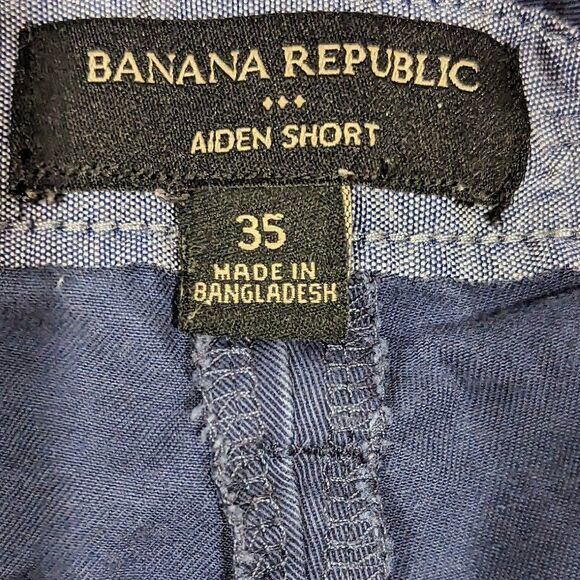 BANANA REPUBLIC
AIDEN SHORT
35
MADE IN
BANGLADESH